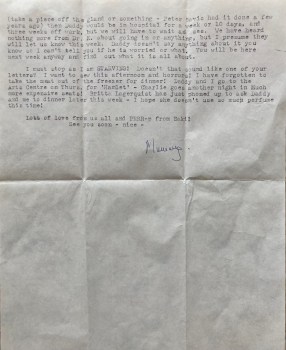 (take a piece off the gland or something - Peter had it done a few
years ago) then Daddy would be in hospital for a week or 10 days, and
three weeks off work, but we will have to wait and see. We have heard
nothing more from Dr. about going in or anything, but I presume they
will let us know this week. Daddy hasn't say anything about it you
know so I can't tell you if he is worried or what. You will be here
next week anyway and find out what it is all about.
I must stop as I am STARVING! Doesn't that sound like one of your
letters! I want to see this afternoon and horrors! I have forgotten to
take the meat out of the freezer for dinner! Daddy and I go to the
Arts Centre on Thurs. for 'Hamlet' - Charlie goes another night in much
more expensive seats! Britta Lagerquist has just phoned up to ask Daddy
and me to dinner later this week - I hope she doesn't use so much perfume
this time!
Lots of love from us all and from
See you soon - nice -
Mummy.